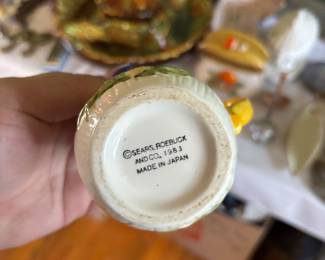 ©SEARS, ROEBUCK
AND CO., 1983
MADE IN JAPAN